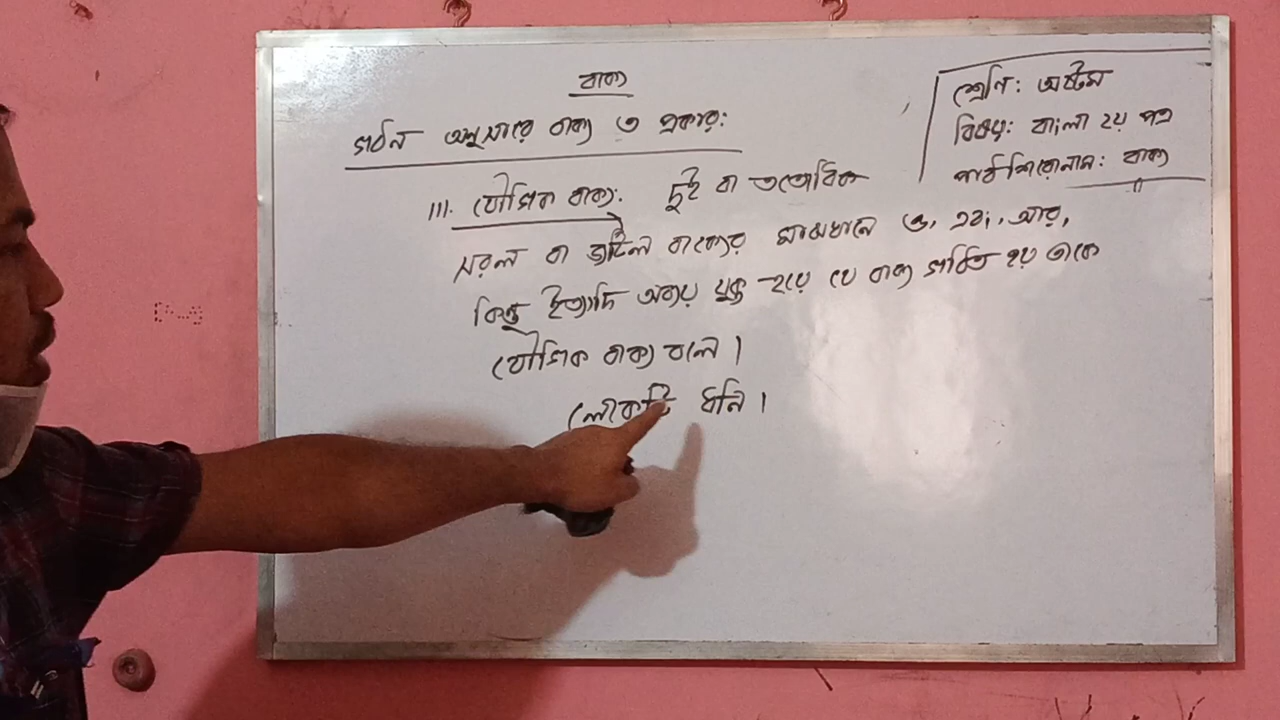 বাক্য
গঠন অনুসারে বাক্য ৩ প্রকার:
শ্রেণি: অষ্টম
বিষয়: বাংলা ২য় পত্র
পাঠ শিরোনাম: বাক্য
III. যৌগিক বাক্য: দুই বা ততোধিক
সরল বা জটিল বাক্যের মাঝখানে ও, এবং, আর,
কিন্তু ইত্যাদি অব্যয় যুক্ত হয়ে যে বাক্য গঠিত হয় তাকে
যৌগিক বাক্য বলে।
লোকটি ধনি।